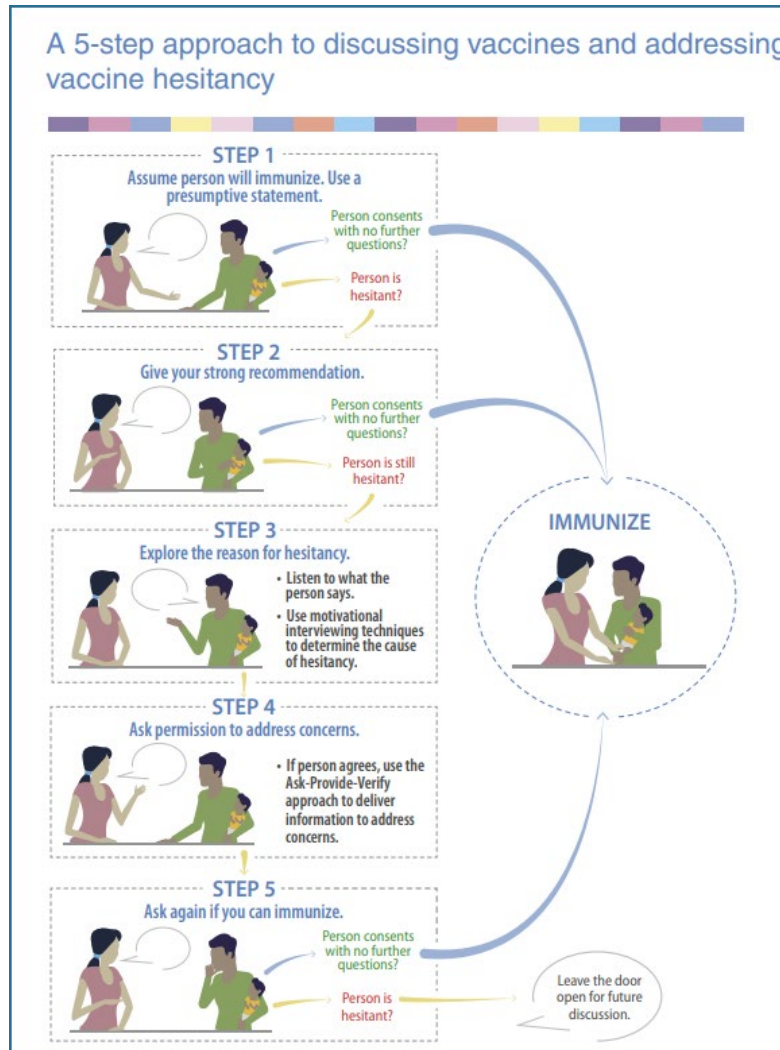 A 5-step approach to discussing vaccines and addressing
vaccine hesitancy
STEP 1
Assume person will immunize. Use a
presumptive statement.
Person consents
with no further
questions?
Person is
hesitant?
STEP 2
Give your strong recommendation.
Person consents
with no further
questions?
Person is still
hesitant?
STEP 3
Explore the reason for hesitancy.
• Listen to what the
person says.
• Use motivational
interviewing techniques
to determine the cause
of hesitancy.
IMMUNIZE
STEP 4
Ask permission to address concerns.
• If person agrees, use the
Ask-Provide-Verify
approach to deliver
information to address
concerns.
STEP 5
Ask again if you can immunize.
Person consents
with no further
questions?
Person is
hesitant?
Leave the door
open for future
discussion.